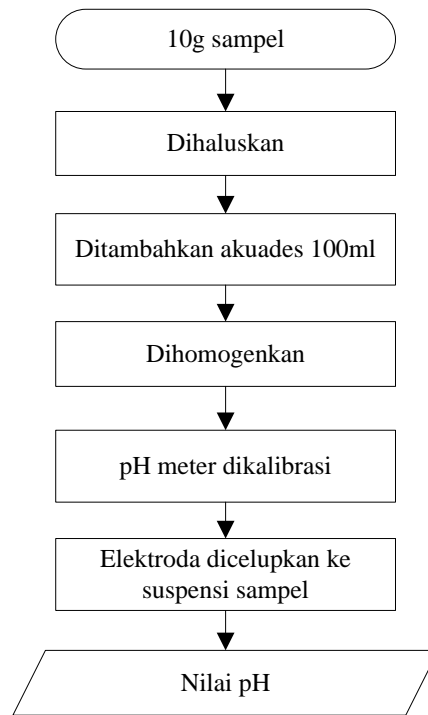 10g sampel
Dihaluskan
Ditambahkan akuades 100ml
Dihomogenkan
pH meter dikalibrasi
Elektroda dicelupkan ke
suspensi sampel
Nilai pH